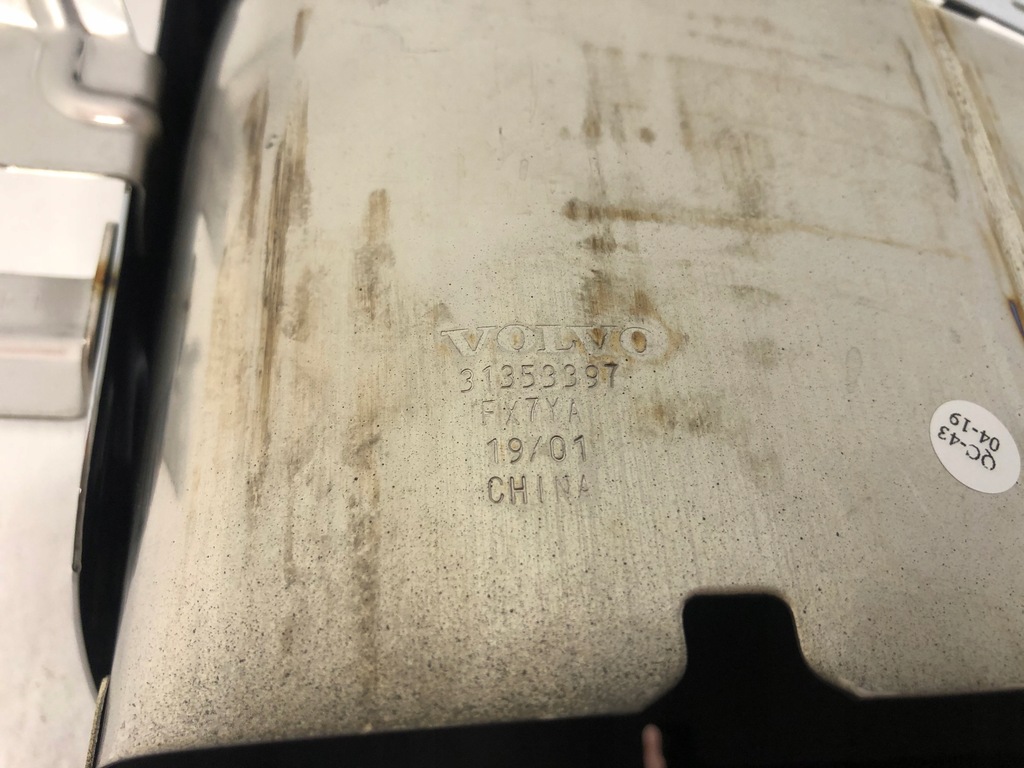 VOLVO
31353397
FX7YA
19/01
CHINA
QC-43
04-19